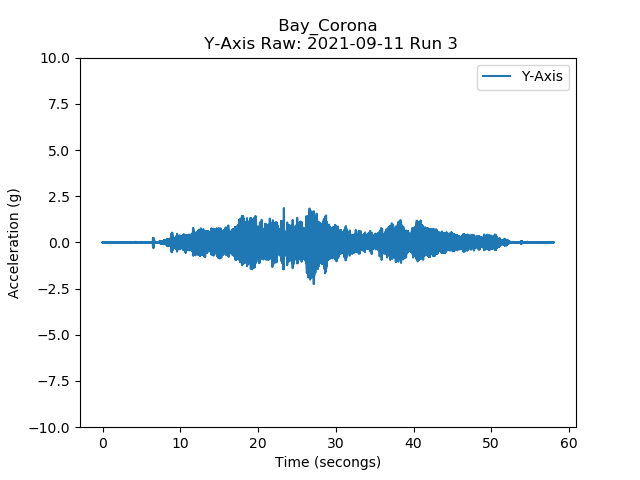 Bay_Corona
Y-Axis Raw: 2021-09-11 Run 3
Y-Axis
Acceleration (g)
10.0
7.5
5.0
2.5
0.0
−2.5
−5.0
−7.5
−10.0
0 10 20 30 40 50 60
Time (secongs)